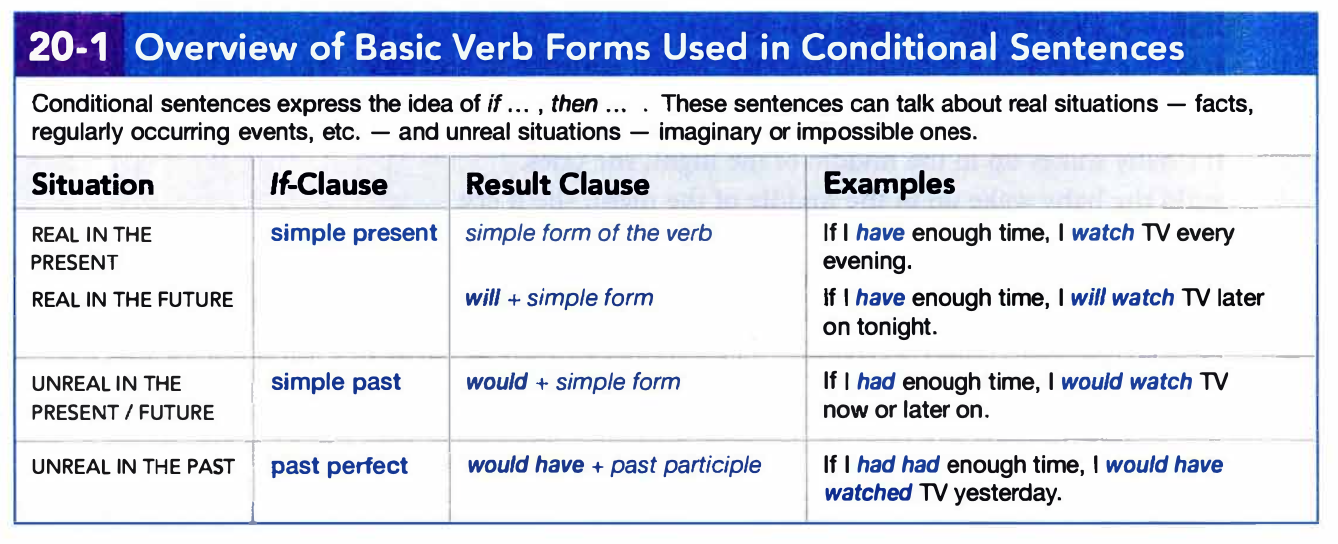 20-1 Overview of Basic Verb Forms Used in Conditional Sentences
Conditional sentences express the idea of if ... , then ... . These sentences can talk about real situations — facts,
regularly occurring events, etc. — and unreal situations — imaginary or impossible ones.
Situation If-Clause Result Clause Examples
REAL IN THE PRESENT simple present simple form of the verb If I have enough time, I watch TV every
evening.
REAL IN THE FUTURE will + simple form If I have enough time, I will watch TV later
on tonight.
UNREAL IN THE simple past would + simple form If I had enough time, I would watch TV
PRESENT / FUTURE now or later on.
UNREAL IN THE PAST past perfect would have + past participle If I had had enough time, I would have
watched TV yesterday.